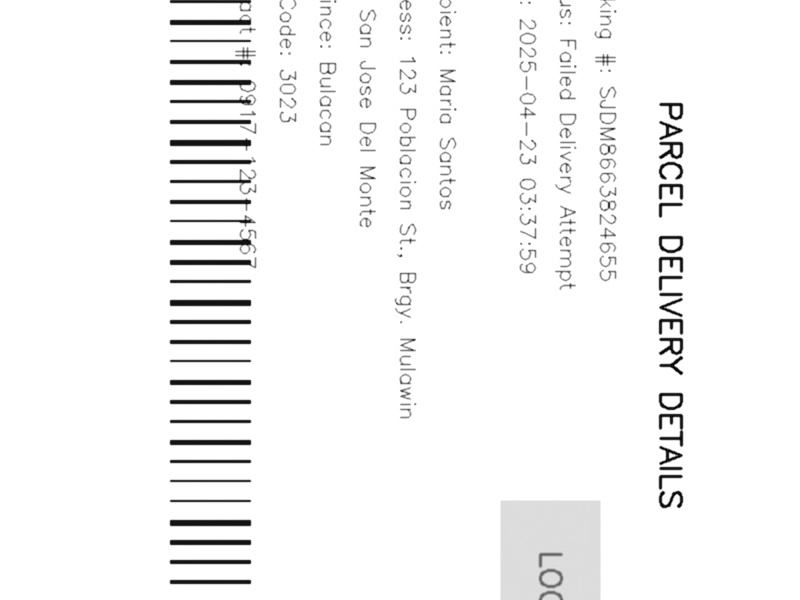 PARCEL DELIVERY DETAILS
king #: SJDM8663824655
us: Failed Delivery Attempt
: 2025-04-23 03:37:59
LOC
pient: Maria Santos
ess: 123 Poblacion St., Brgy. Mulawin
San Jose Del Monte
ince: Bulacan
Code: 3023
act #: 0917-123-4567